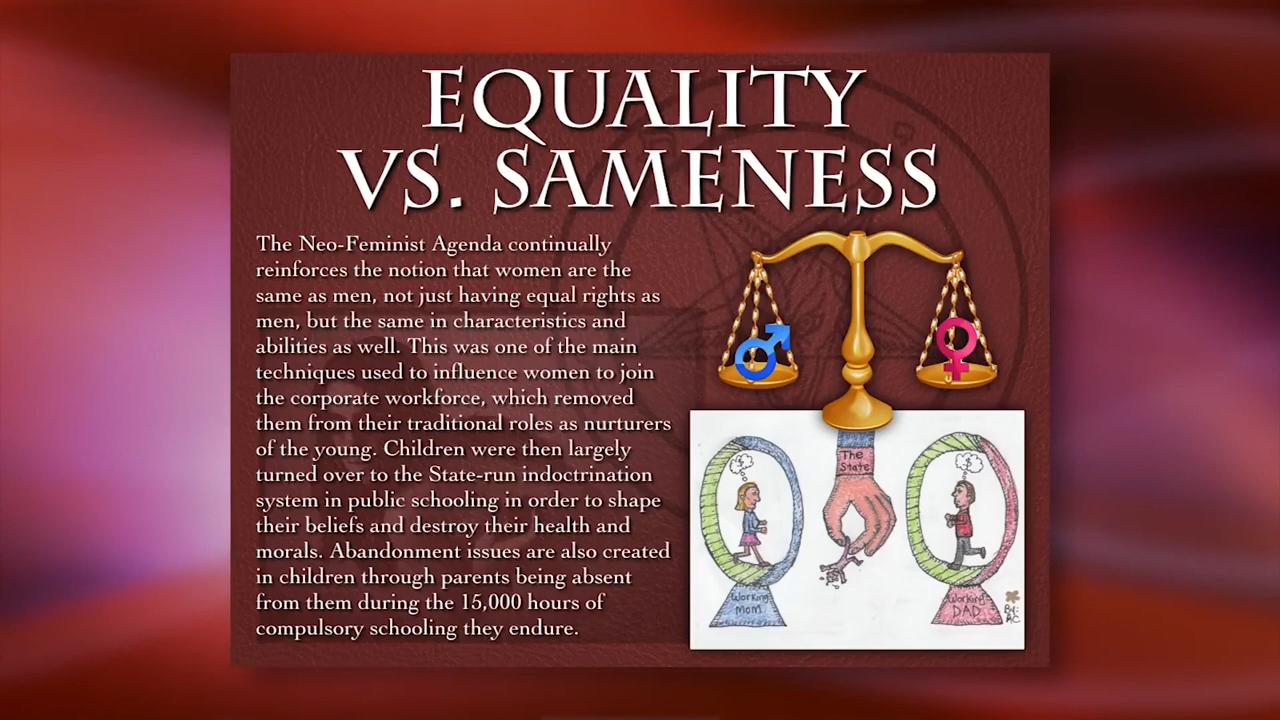 EQUALITY
VS. SAMENESS
The Neo-Feminist Agenda continually
reinforces the notion that women are the
same as men, not just having equal rights as
men, but the same in characteristics and
abilities as well. This was one of the main
techniques used to influence women to join
the corporate workforce, which removed
them from their traditional roles as nurturers
of the young. Children were then largely
turned over to the State-run indoctrination
system in public schooling in order to shape
their beliefs and destroy their health and
morals. Abandonment issues are also created
in children through parents being absent
from them during the 15,000 hours of
compulsory schooling they endure.
The
State
Working
MOM
Working
DAD